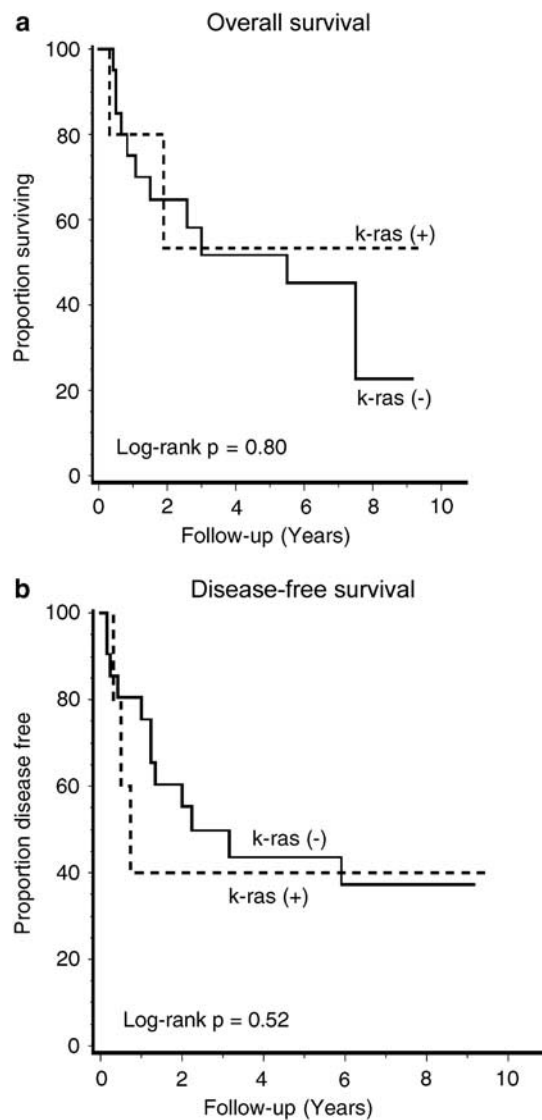 a
Overall survival
100
80
60
40
20
0
Proportion surviving
k-ras (+)
k-ras (-)
Log-rank p = 0.80
0 2 4 6 8 10
Follow-up (Years)
b
Disease-free survival
100
80
60
40
20
0
Proportion disease free
k-ras (-)
k-ras (+)
Log-rank p = 0.52
0 2 4 6 8 10
Follow-up (Years)